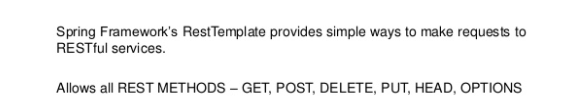 Spring Framework's RestTemplate provides simple ways to make requests to
RESTful services.
Allows all REST METHODS – GET, POST, DELETE, PUT, HEAD, OPTIONS